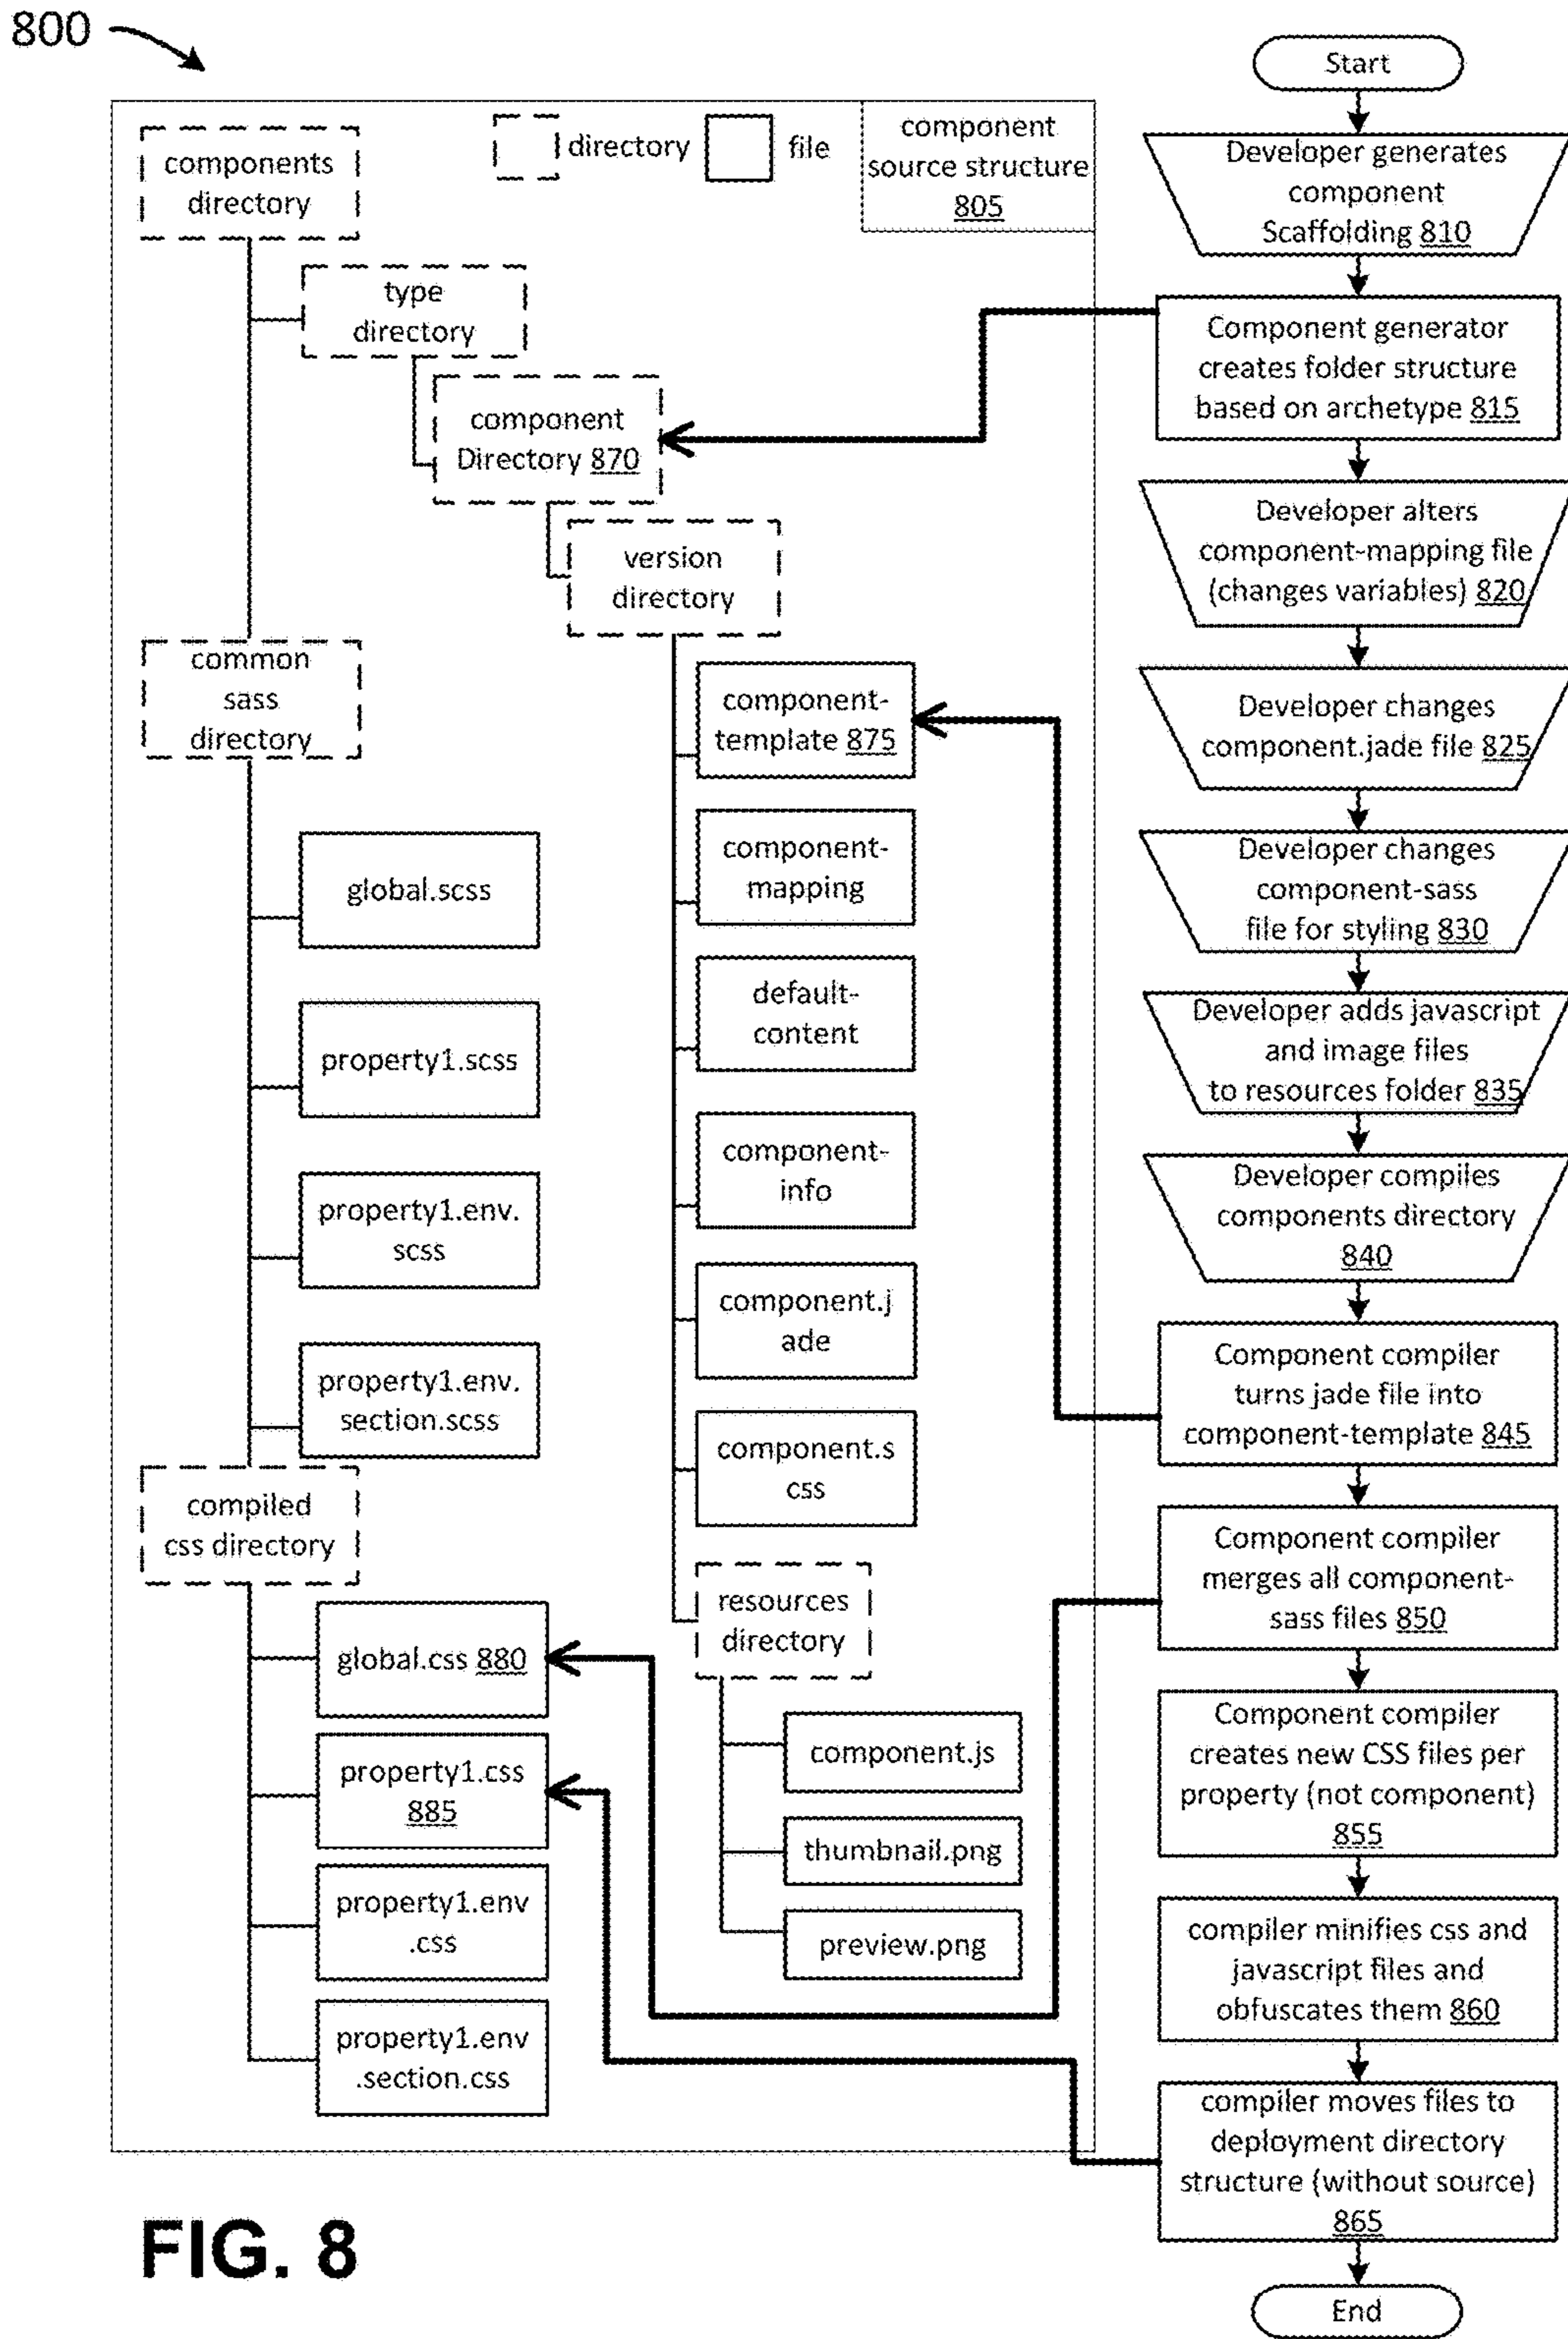 800
components
directory
directory
file
component
source structure
805
type
directory
component
Directory 870
version
directory
common
sass
directory
component-
template 875
component-
mapping
default-
content
component-
info
component.j
ade
component.s
css
resources
directory
component.js
thumbnail.png
preview.png
global.scss
property1.scss
property1.env.
scss
property1.env.
section.scss
compiled
css directory
global.css 880
property1.css
885
property1.env
.css
property1.env
.section.css
Start
Developer generates
component
Scaffolding 810
Component generator
creates folder structure
based on archetype 815
Developer alters
component-mapping file
(changes variables) 820
Developer changes
component.jade file 825
Developer changes
component-sass
file for styling 830
Developer adds javascript
and image files
to resources folder 835
Developer compiles
components directory
840
Component compiler
turns jade file into
component-template 845
Component compiler
merges all component-
sass files 850
Component compiler
creates new CSS files per
property (not component)
855
compiler minifies css and
javascript files and
obfuscates them 860
compiler moves files to
deployment directory
structure (without source)
865
End
FIG. 8